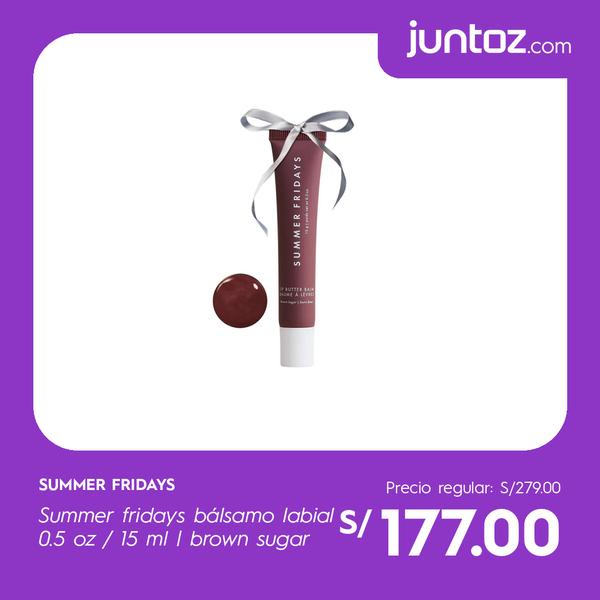 juntoz.com
SUMMER FRIDAYS
LIP BUTTER BALM
BAUME À LÈVRES
SUMMER FRIDAYS
Summer fridays bálsamo labial
0.5 oz / 15 ml | brown sugar
Precio regular: S/279.00
S/177.00